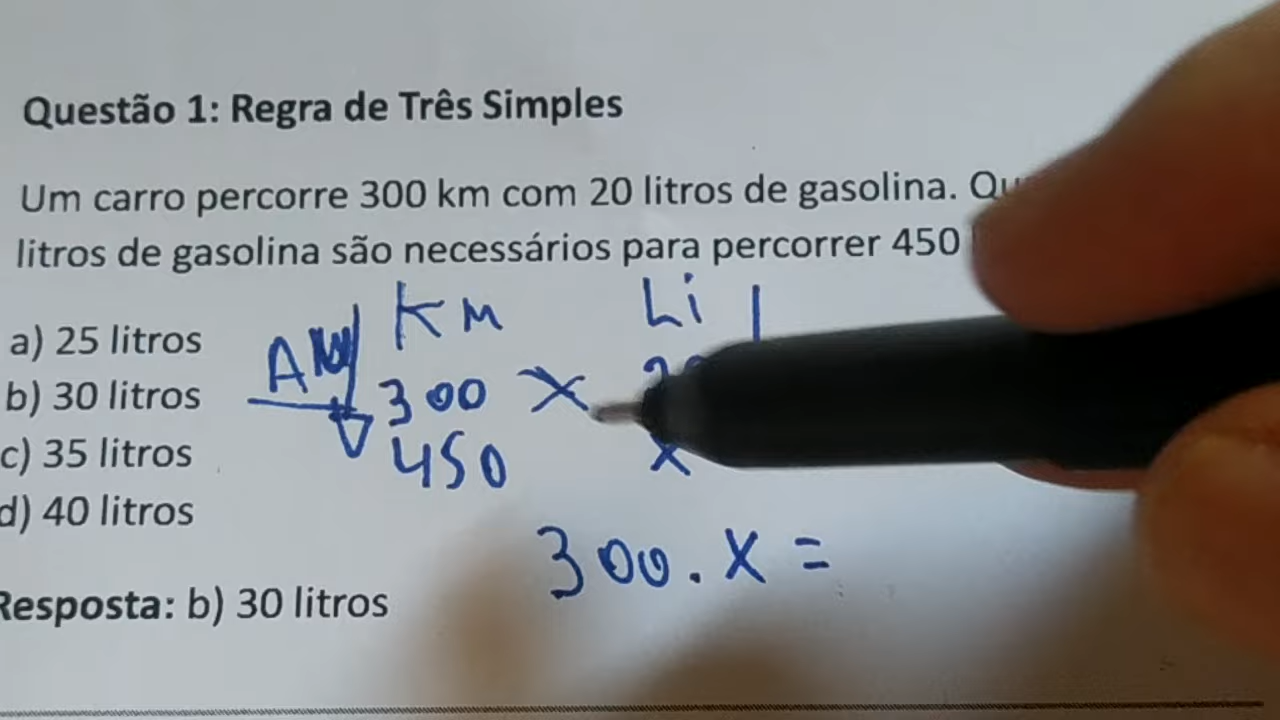 Questão 1: Regra de Três Simples
Um carro percorre 300 km com 20 litros de gasolina.
litros de gasolina são necessários para percorrer 450
a) 25 litros
b) 30 litros
c) 35 litros
d) 40 litros
Km Li
300 X
450 X
300 . X =
Resposta: b) 30 litros